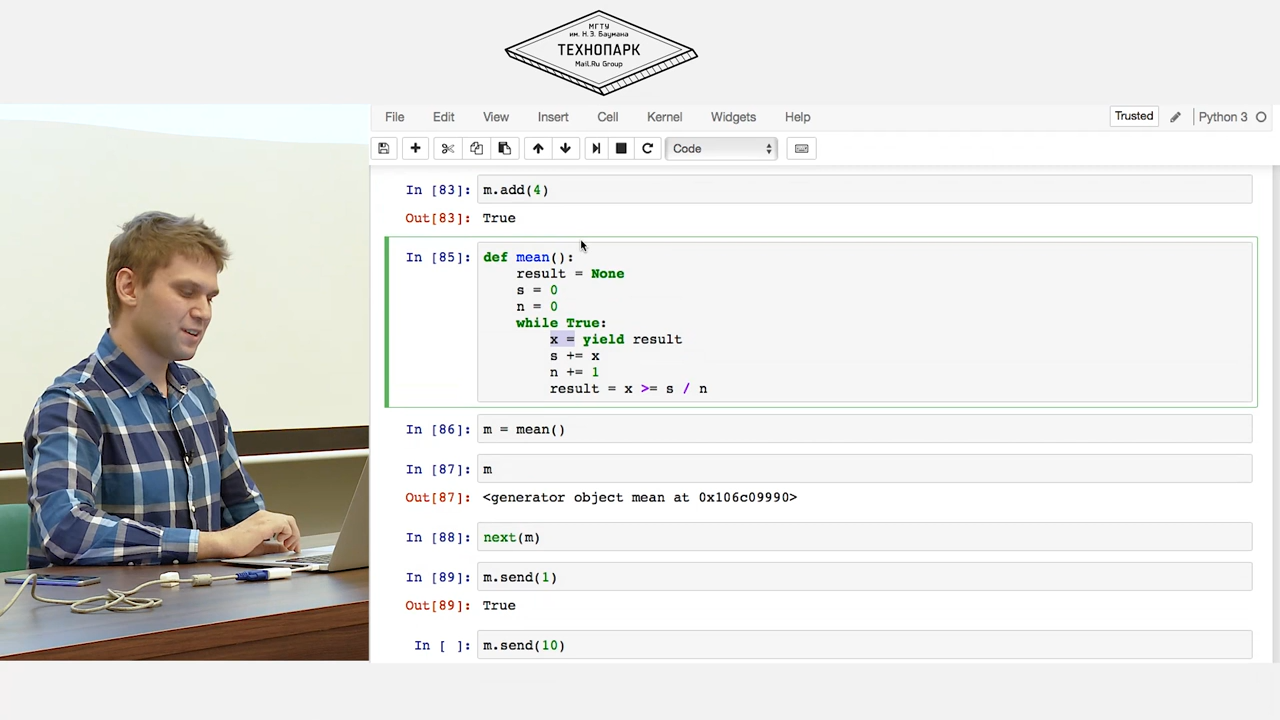 МГТУ
им. Н.Э. Баумана
ТЕХНОПАРК
Mail.Ru Group
File Edit View Insert Cell Kernel Widgets Help Trusted Python 3
Code
In [83]: m.add(4)
Out[83]: True
In [85]: def mean():
result = None
s = 0
n = 0
while True:
x = yield result
s += x
n += 1
result = x >= s / n
In [86]: m = mean()
In [87]: m
Out[87]: <generator object mean at 0x106c09990>
In [88]: next(m)
In [89]: m.send(1)
Out[89]: True
In [ ]: m.send(10)